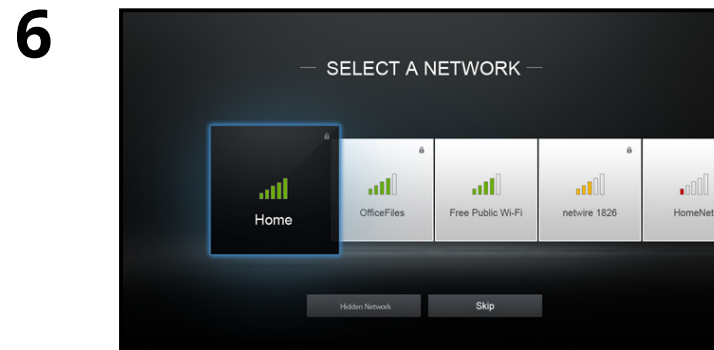 6
SELECT A NETWORK
Home
OfficeFiles
Free Public Wi-Fi
netwire 1826
HomeNet
Hidden Network
Skip